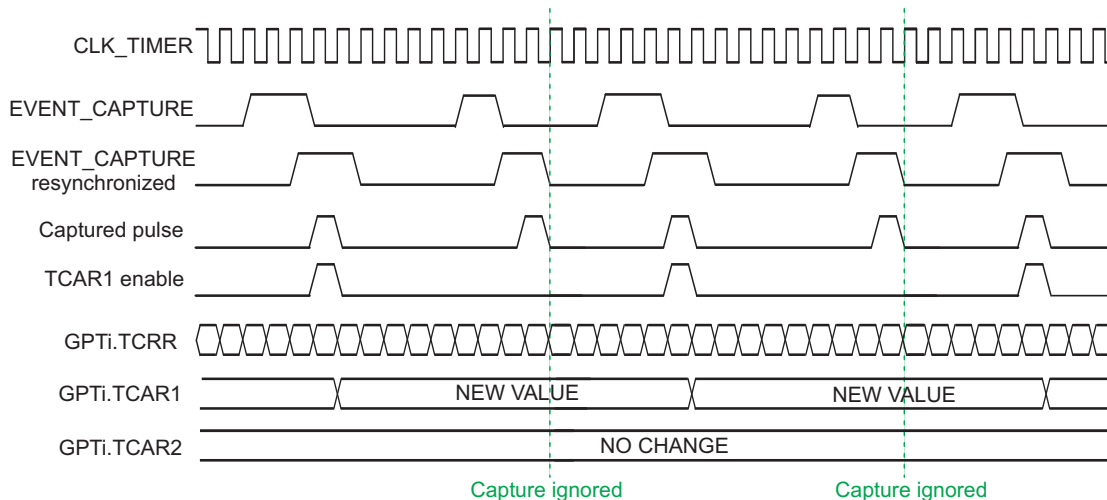 CLK_TIMER
EVENT_CAPTURE
EVENT_CAPTURE
resynchronized
Captured pulse
TCAR1 enable
GPTi.TCRR
GPTi.TCAR1
NEW VALUE
NEW VALUE
GPTi.TCAR2
NO CHANGE
Capture ignored
Capture ignored